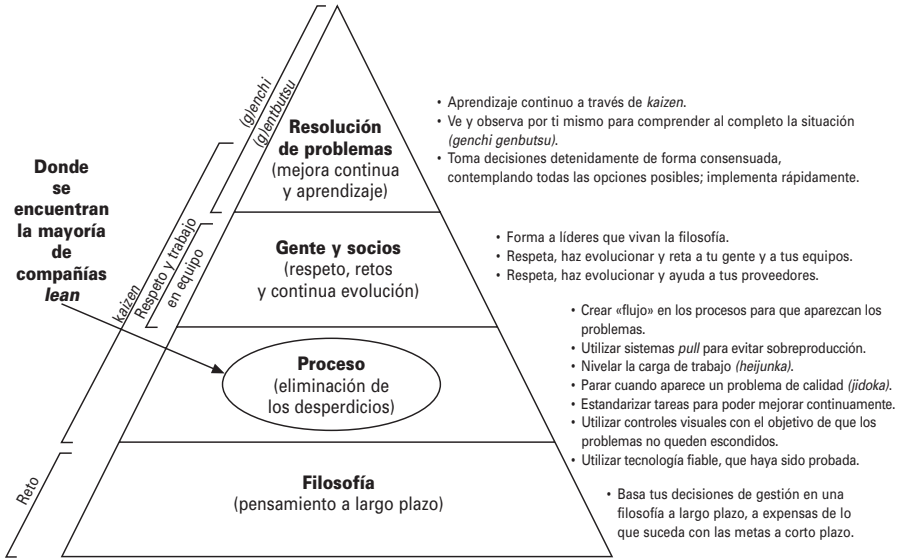 (g)enchi
(g)entbutsu
Resolución
de problemas
(mejora continua
y aprendizaje)
• Aprendizaje continuo a través de kaizen.
• Ve y observa por ti mismo para comprender al completo la situación
(genchi genbutsu).
• Toma decisiones detenidamente de forma consensuada,
contemplando todas las opciones posibles; implementa rápidamente.
Donde
se
encuentran
la mayoría
de
compañías
lean
kaizen
Respeto y trabajo
en equipo
Gente y socios
(respeto, retos
y continua evolución)
• Forma a líderes que vivan la filosofía.
• Respeta, haz evolucionar y reta a tu gente y a tus equipos.
• Respeta, haz evolucionar y ayuda a tus proveedores.
Proceso
(eliminación de
los desperdicios)
• Crear «flujo» en los procesos para que aparezcan los
problemas.
• Utilizar sistemas pull para evitar sobreproducción.
• Nivelar la carga de trabajo (heijunka).
• Parar cuando aparece un problema de calidad (jidoka).
• Estandarizar tareas para poder mejorar continuamente.
• Utilizar controles visuales con el objetivo de que los
problemas no queden escondidos.
• Utilizar tecnología fiable, que haya sido probada.
Reto
Filosofía
(pensamiento a largo plazo)
• Basa tus decisiones de gestión en una
filosofía a largo plazo, a expensas de lo
que suceda con las metas a corto plazo.